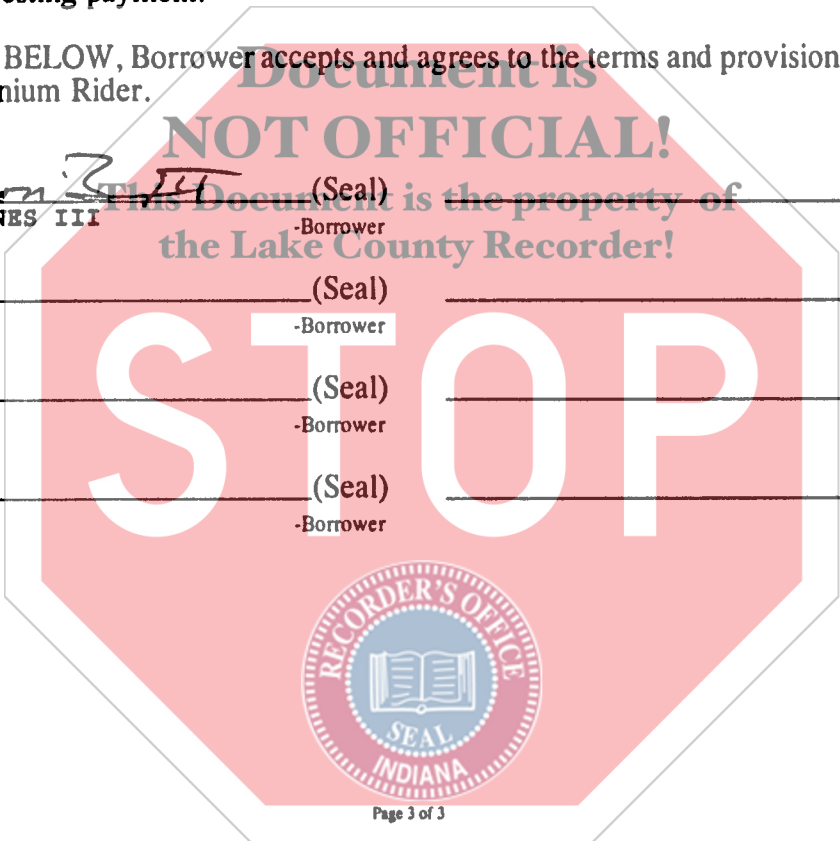 BELOW, Borrower accepts and agrees to the terms and provision
nium Rider.
Document is
NOT OFFICIAL!
This Document is the property of
the Lake County Recorder!
(Seal)
NES III
-Borrower
(Seal)
-Borrower
(Seal)
-Borrower
(Seal)
-Borrower
STOP
RECORDER'S OFFICE
SEAL
INDIANA
Page 3 of 3